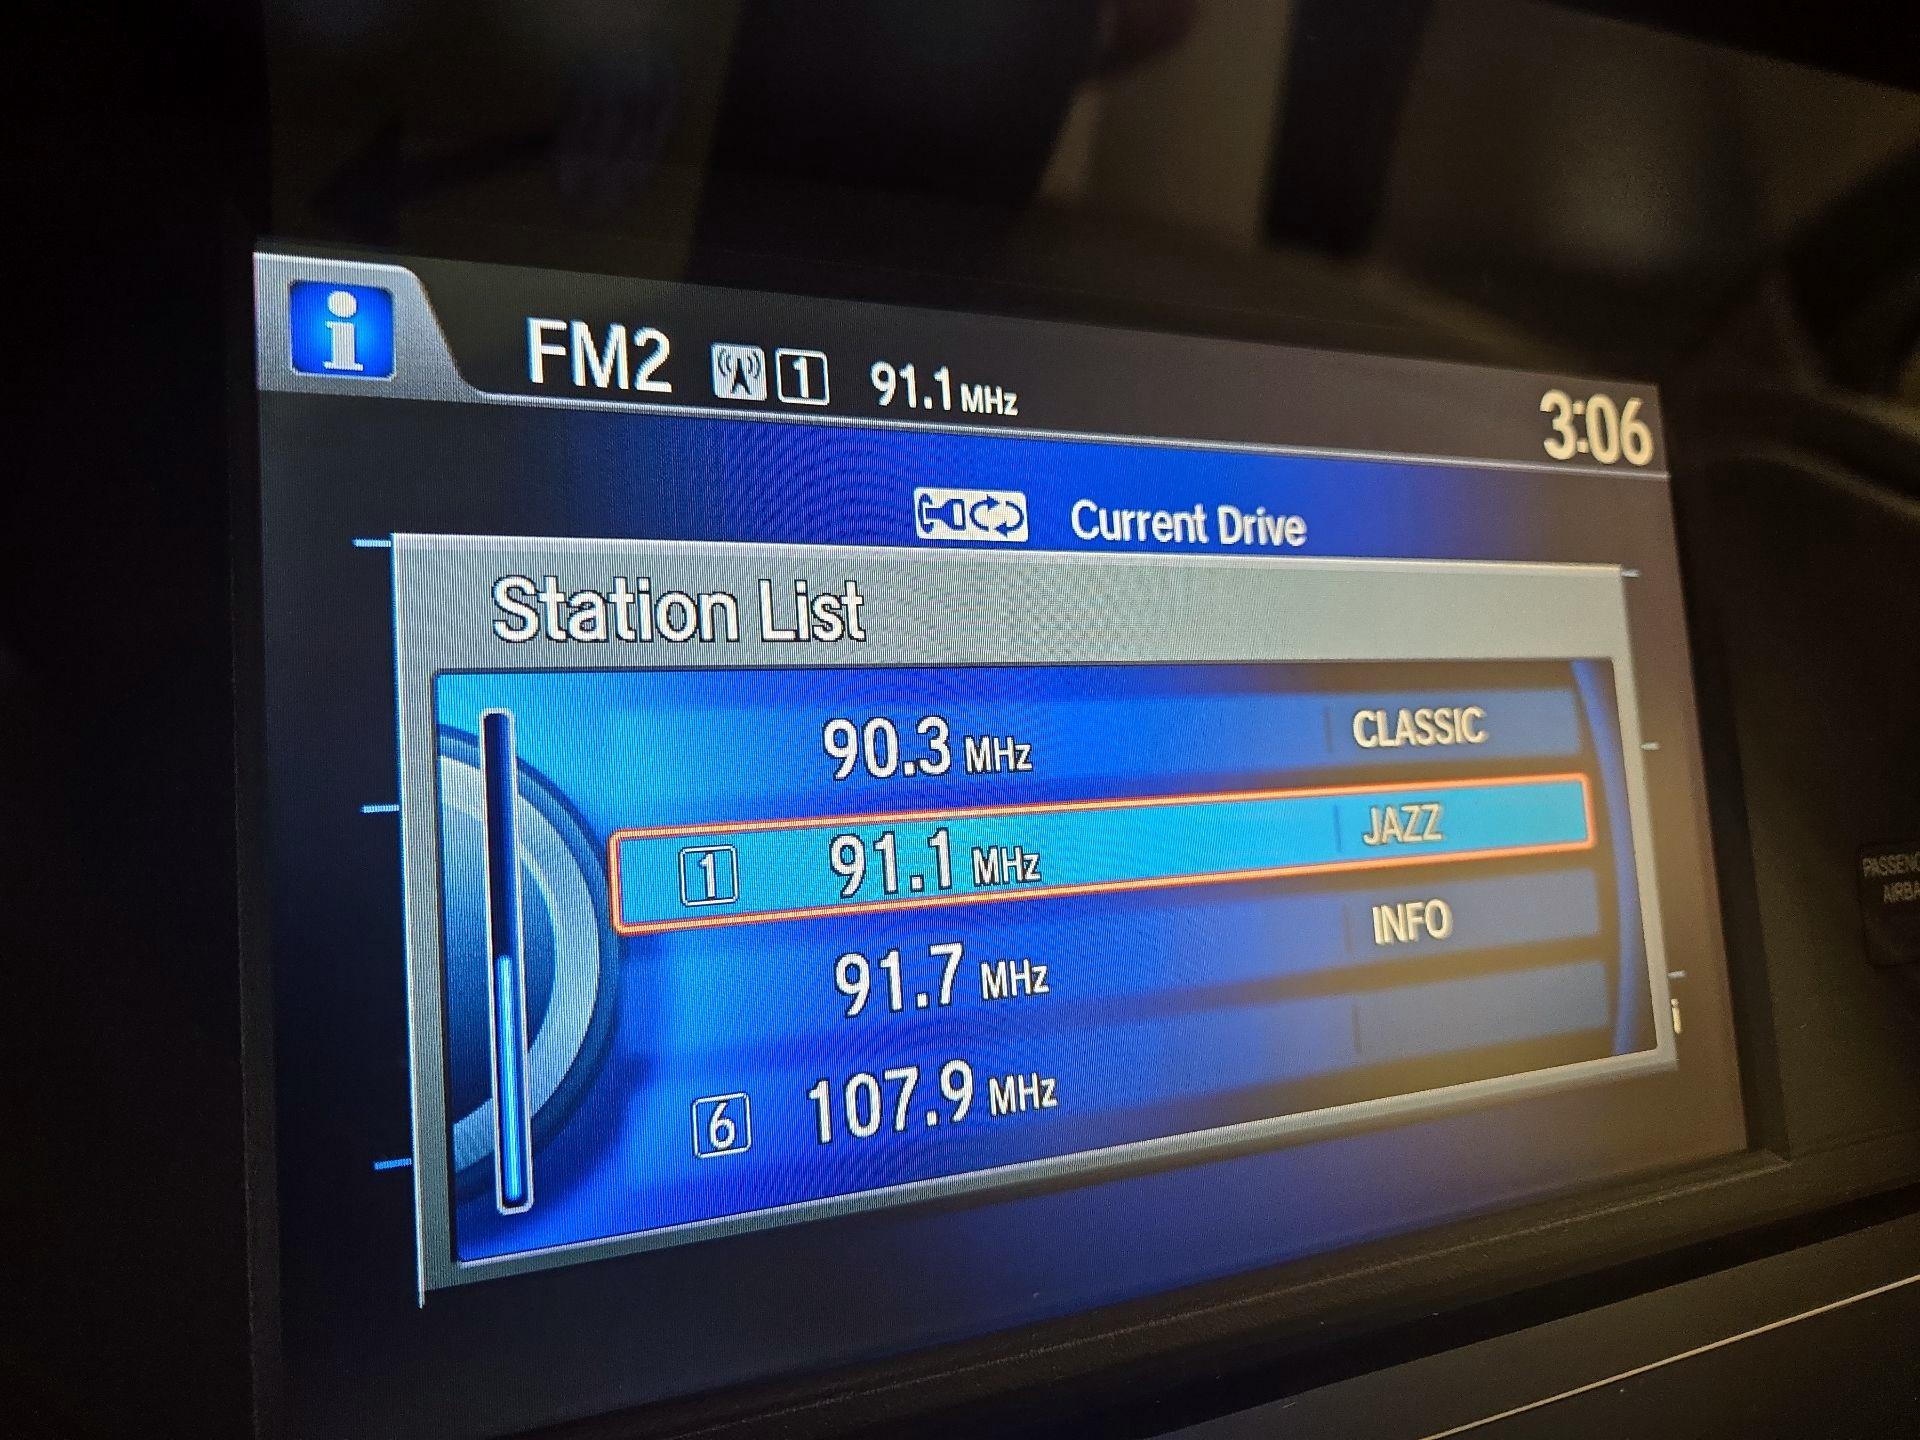 FM2 1 91.1 MHz
3:06
Current Drive
Station List
90.3 MHz CLASSIC
1 91.1 MHz JAZZ
91.7 MHz INFO
6 107.9 MHz